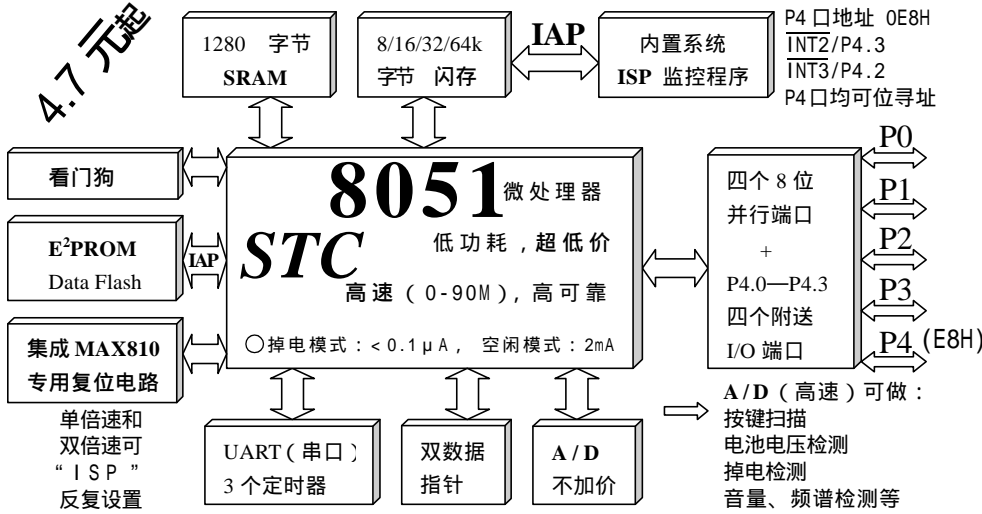 4.7 元起
1280 字节
SRAM
8/16/32/64k
字节 闪存
IAP
内置系统
ISP 监控程序
P4 口地址 0E8H
INT2/P4.3
INT3/P4.2
P4口均可位寻址
看门狗
E²PROM
Data Flash
IAP
集成 MAX810
专用复位电路
单倍速和
双倍速可
“ISP”
反复设置
8051 微处理器
STC 低功耗，超低价
高速（0-90M），高可靠
○掉电模式：<0.1μA， 空闲模式：2mA
四个 8 位
并行端口
+
P4.0—P4.3
四个附送
I/O 端口
P0
P1
P2
P3
P4 (E8H)
UART（串口）
3 个定时器
双数据
指针
A/D
不加价
A/D（高速）可做：
按键扫描
电池电压检测
掉电检测
音量、频谱检测等